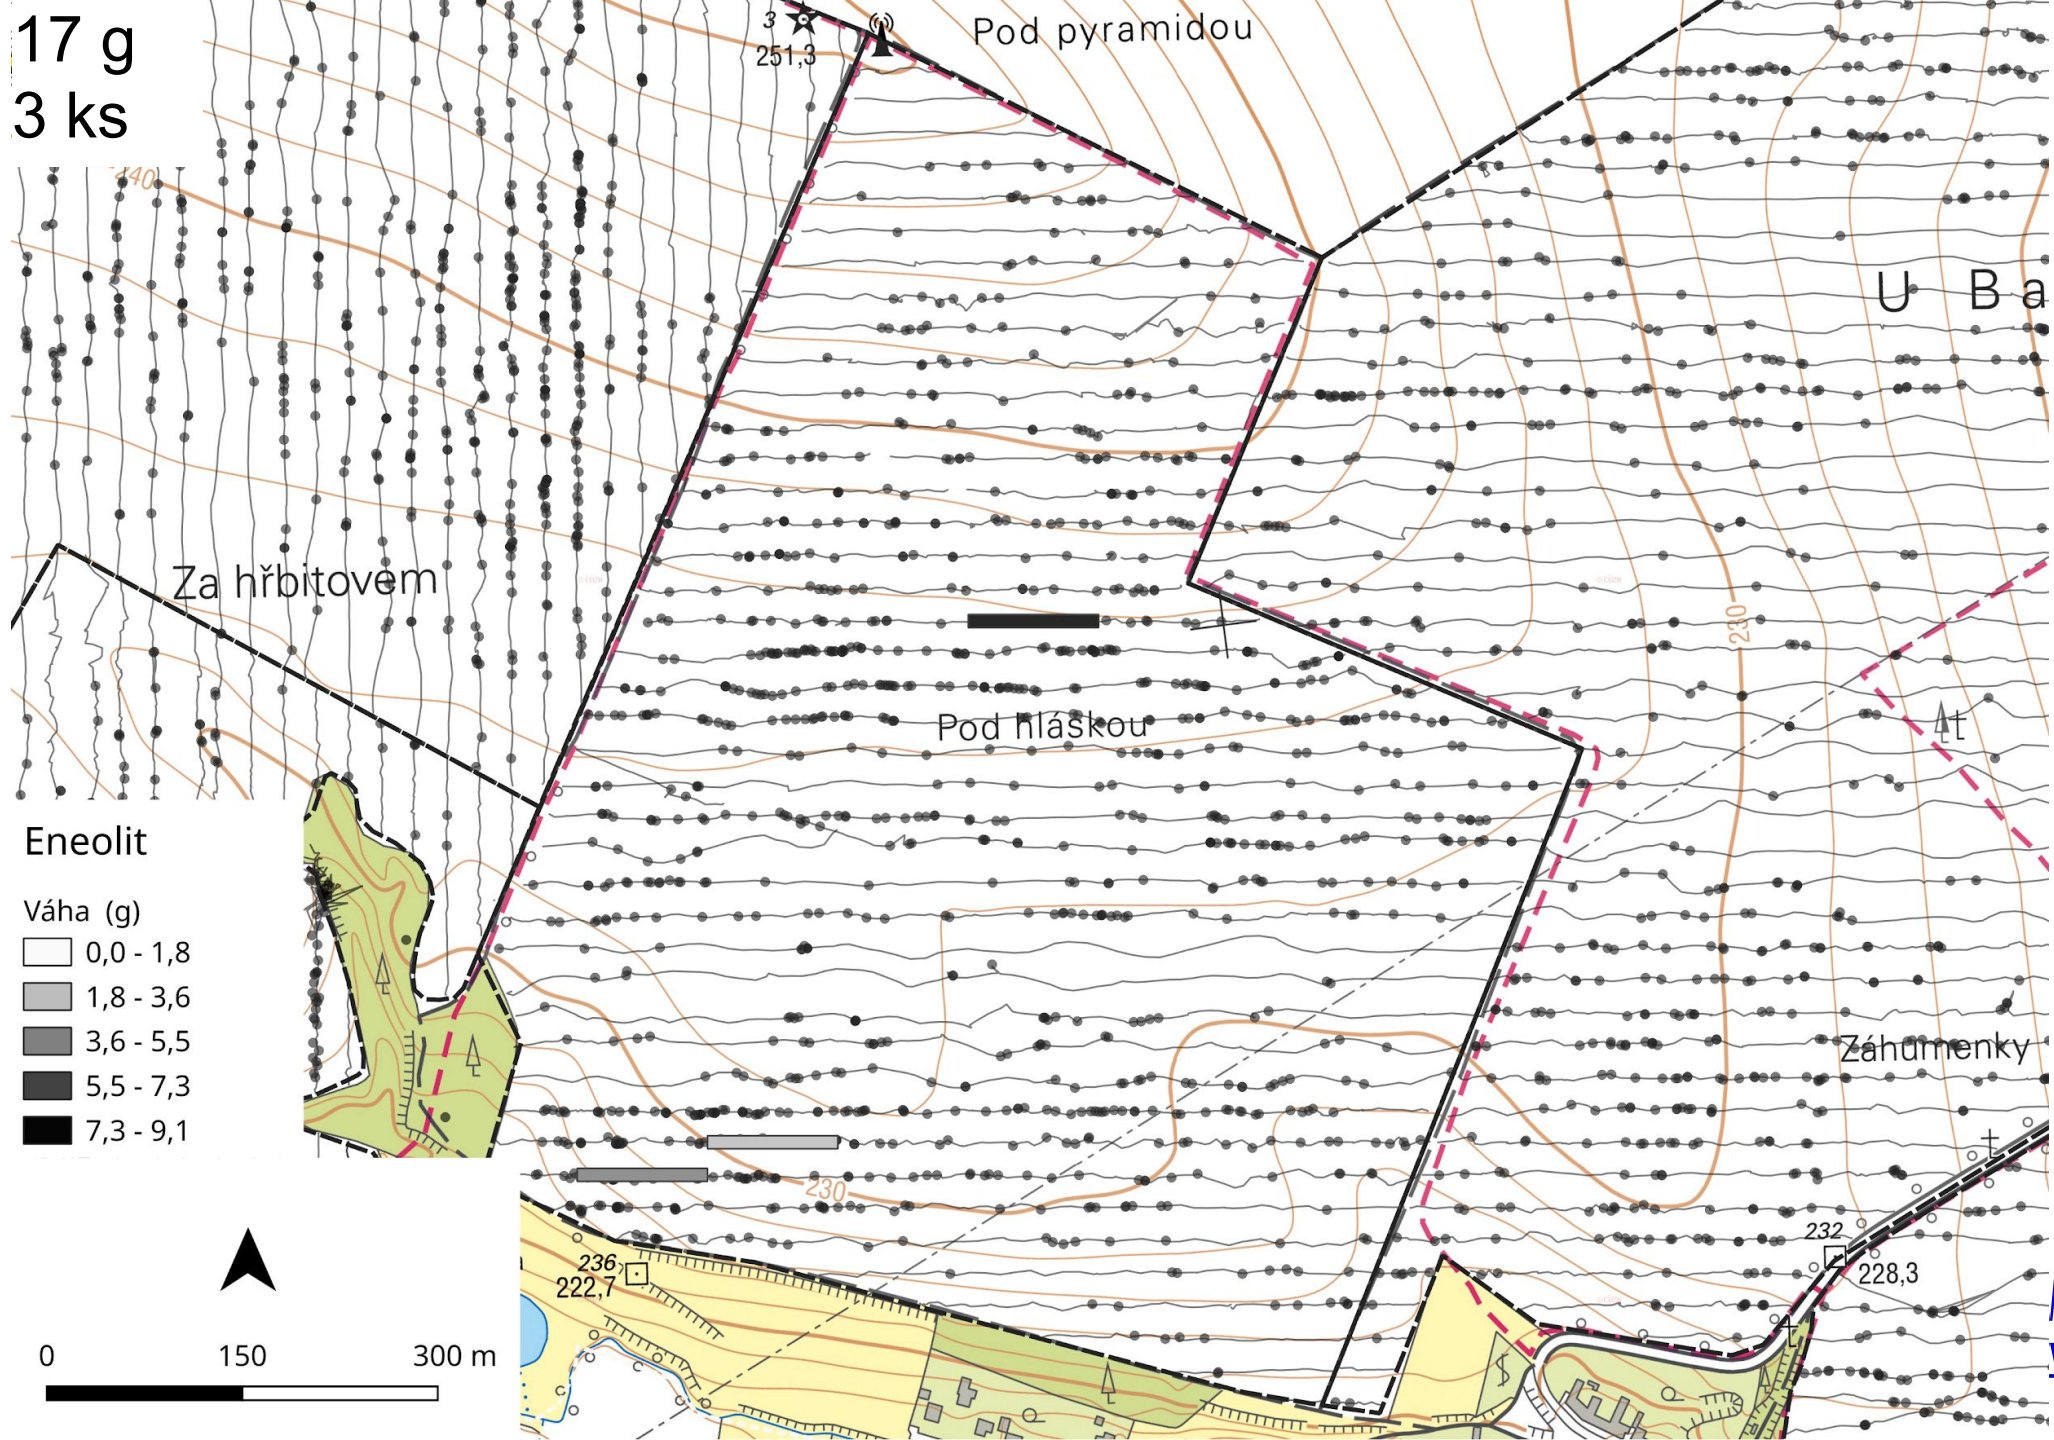 17 g
3 ks
3
251,3
Pod pyramidou
240
U Ba
Za hřbitovem
230
Pod hláskou
Eneolit
Váha (g)
0,0 - 1,8
1,8 - 3,6
3,6 - 5,5
5,5 - 7,3
7,3 - 9,1
Záhumenky
230
236
222,7
232
228,3
0 150 300 m